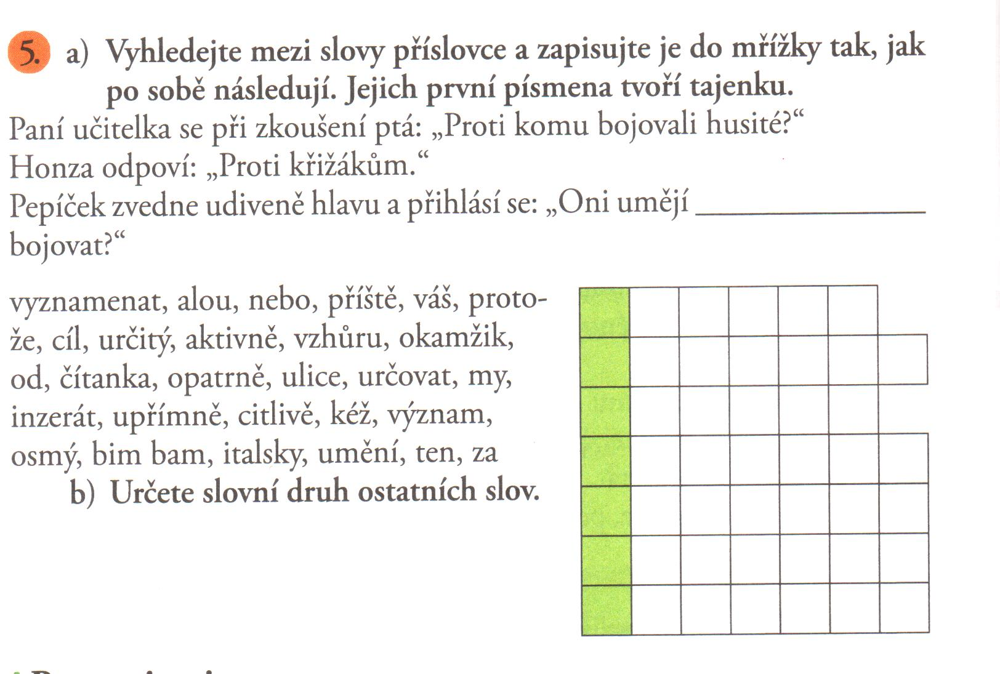 5. a) Vyhledejte mezi slovy příslovce a zapisujte je do mřížky tak, jak
po sobě následují. Jejich první písmena tvoří tajenku.
Paní učitelka se při zkoušení ptá: „Proti komu bojovali husité?“
Honza odpoví: „Proti křižákům.“
Pepíček zvedne udiveně hlavu a přihlásí se: „Oni umějí ________________
bojovat?“
vyznamenat, alou, nebo, příště, váš, proto-
že, cíl, určitý, aktivně, vzhůru, okamžik,
od, čítanka, opatrně, ulice, určovat, my,
inzerát, upřímně, citlivě, kéž, význam,
osmý, bim bam, italsky, umění, ten, za
b) Určete slovní druh ostatních slov.